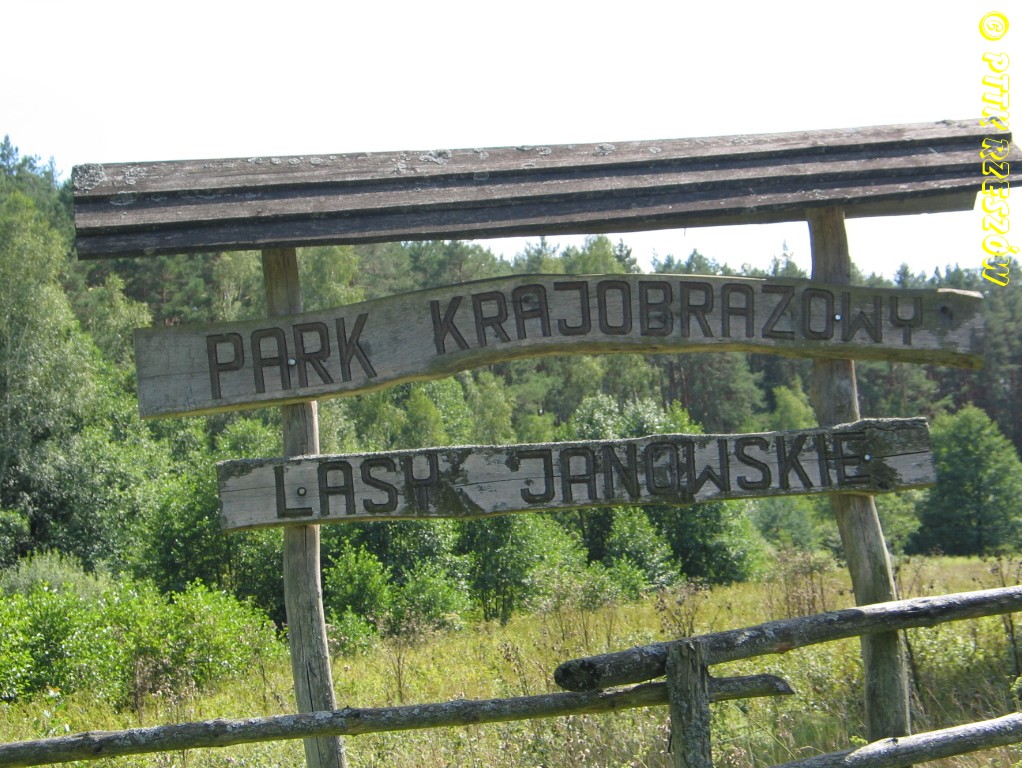 PARK KRAJOBRAZOWY
LASY JANOWSKIE
© PTTK RZESZÓW